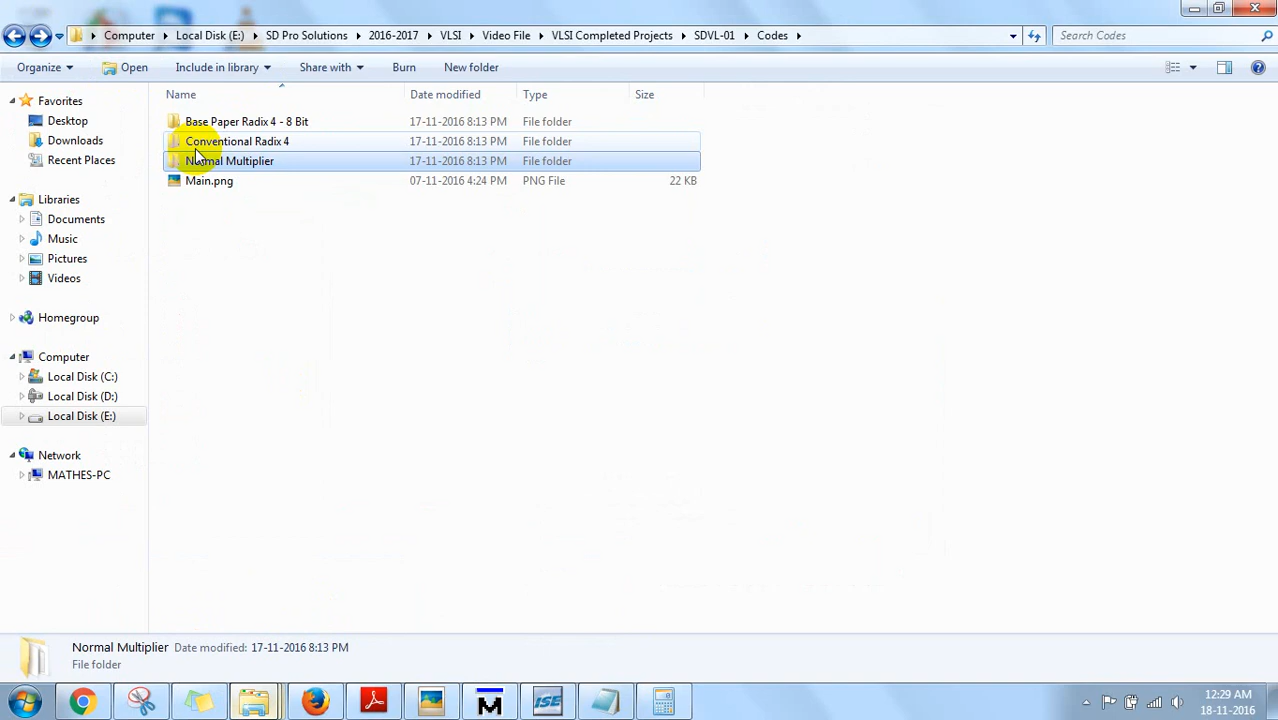 Computer Local Disk (E:) SD Pro Solutions 2016-2017 VLSI Video File VLSI Completed Projects SDVL-01 Codes Search Codes
Organize Open Include in library Share with Burn New folder
Name Date modified Type Size
Favorites
Desktop
Downloads
Recent Places
Libraries
Documents
Music
Pictures
Videos
Homegroup
Computer
Local Disk (C:)
Local Disk (D:)
Local Disk (E:)
Network
MATHES-PC
Base Paper Radix 4 - 8 Bit 17-11-2016 8:13 PM File folder
Conventional Radix 4 17-11-2016 8:13 PM File folder
Normal Multiplier 17-11-2016 8:13 PM File folder
Main.png 07-11-2016 4:24 PM PNG File 22 KB
Normal Multiplier Date modified: 17-11-2016 8:13 PM
File folder
ISE
12:29 AM
18-11-2016